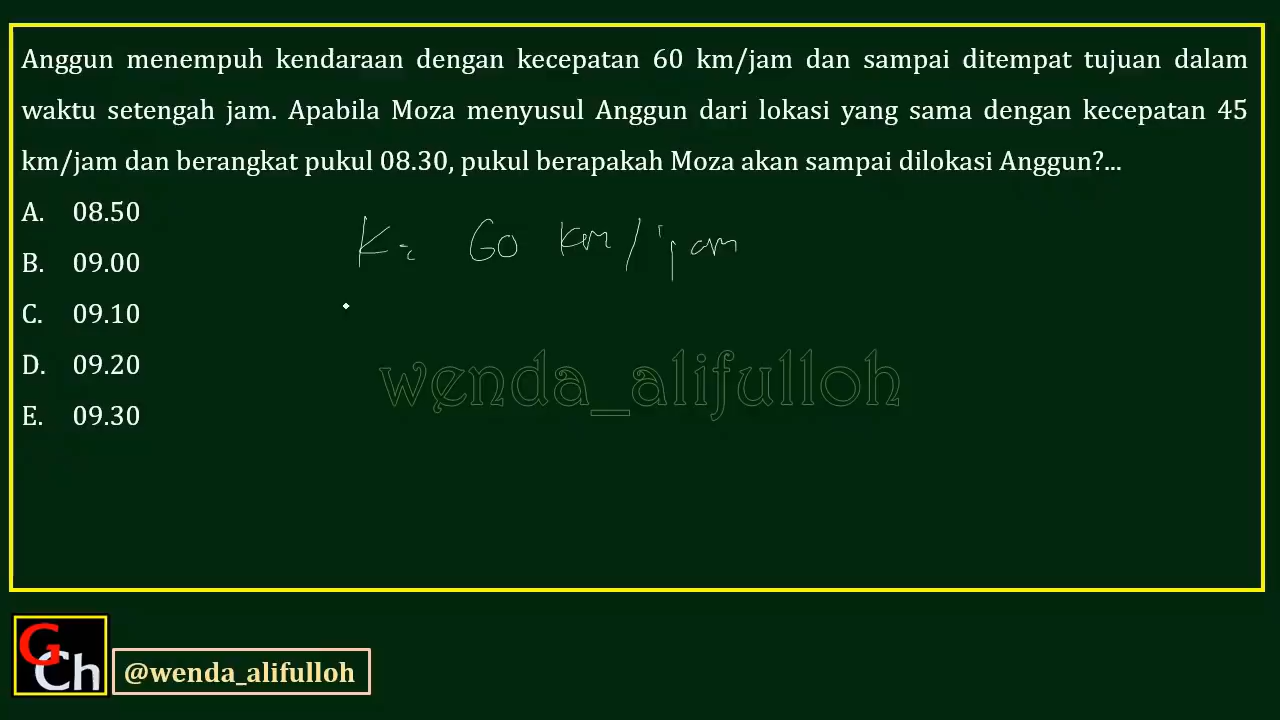 Anggun menempuh kendaraan dengan kecepatan 60 km/jam dan sampai ditempat tujuan dalam
waktu setengah jam. Apabila Moza menyusul Anggun dari lokasi yang sama dengan kecepatan 45
km/jam dan berangkat pukul 08.30, pukul berapakah Moza akan sampai dilokasi Anggun?...
A. 08.50
K = 60 km/jam
B. 09.00
C. 09.10
D. 09.20
E. 09.30
wenda_alifulloh
GCh
@wenda_alifulloh